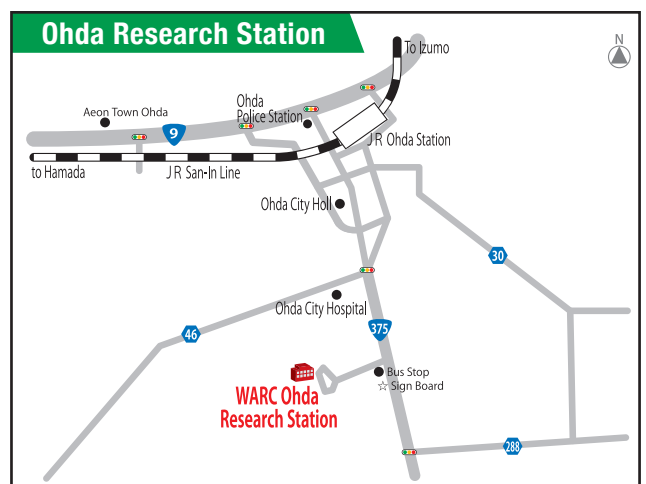 Ohda Research Station
N
To Izumo
Aeon Town Ohda
Ohda
Police Station
9
J R Ohda Station
to Hamada
J R San-In Line
Ohda City Holl
30
Ohda City Hospital
46
375
Bus Stop
☆Sign Board
WARC Ohda
Research Station
288